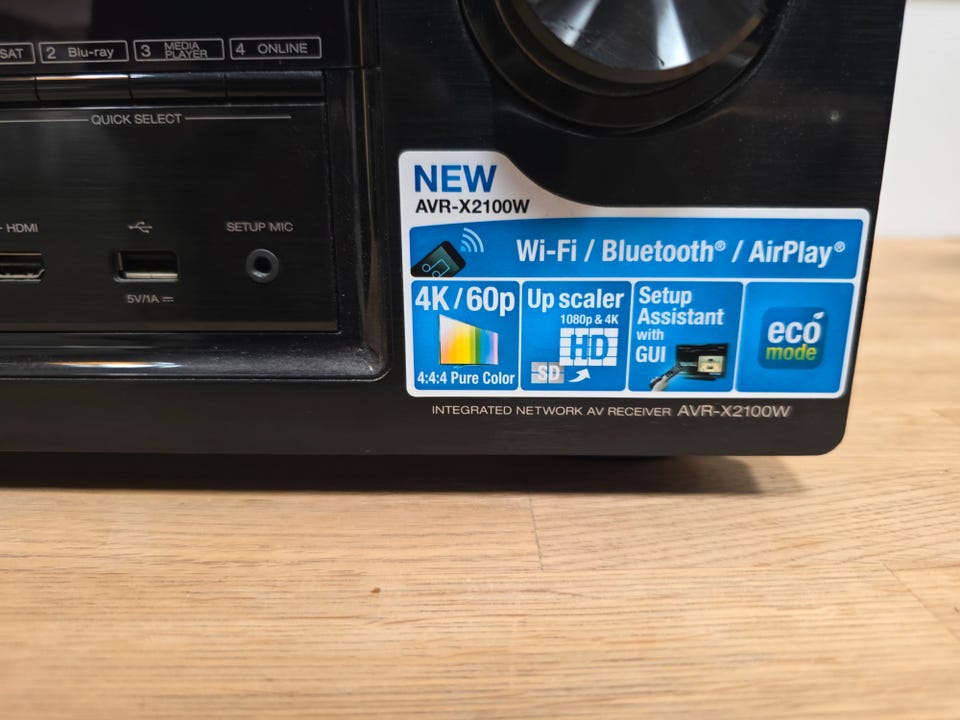 SAT
2 Blu-ray
3 MEDIA PLAYER
4 ONLINE
QUICK SELECT
HDMI
SETUP MIC
5V/1A
NEW
AVR-X2100W
Wi-Fi / Bluetooth® / AirPlay®
4K/60p
4:4:4 Pure Color
Up scaler
1080p & 4K
HD
SD
Setup
Assistant
with
GUI
eco
mode
INTEGRATED NETWORK AV RECEIVER AVR-X2100W